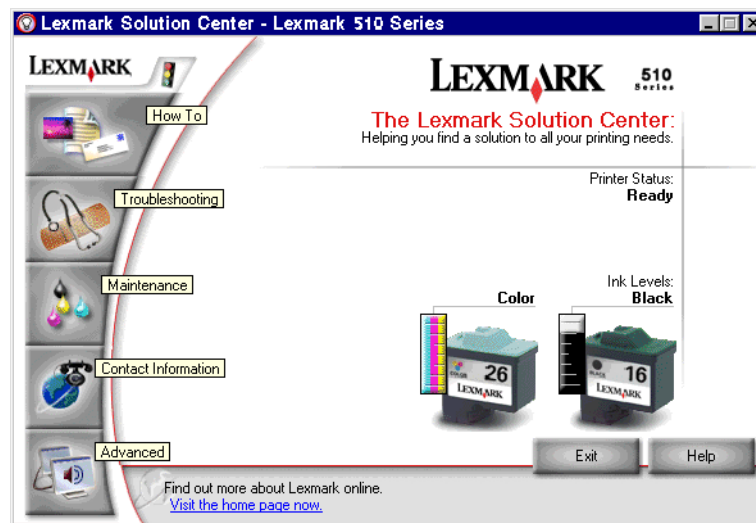 Lexmark Solution Center - Lexmark 510 Series
LEXMARK
How To
Troubleshooting
Maintenance
Contact Information
Advanced
LEXMARK 510
Series
The Lexmark Solution Center:
Helping you find a solution to all your printing needs.
Printer Status:
Ready
Ink Levels:
Color Black
COLOR 26
LEXMARK
BLACK 16
LEXMARK
Exit Help
Find out more about Lexmark online.
Visit the home page now.